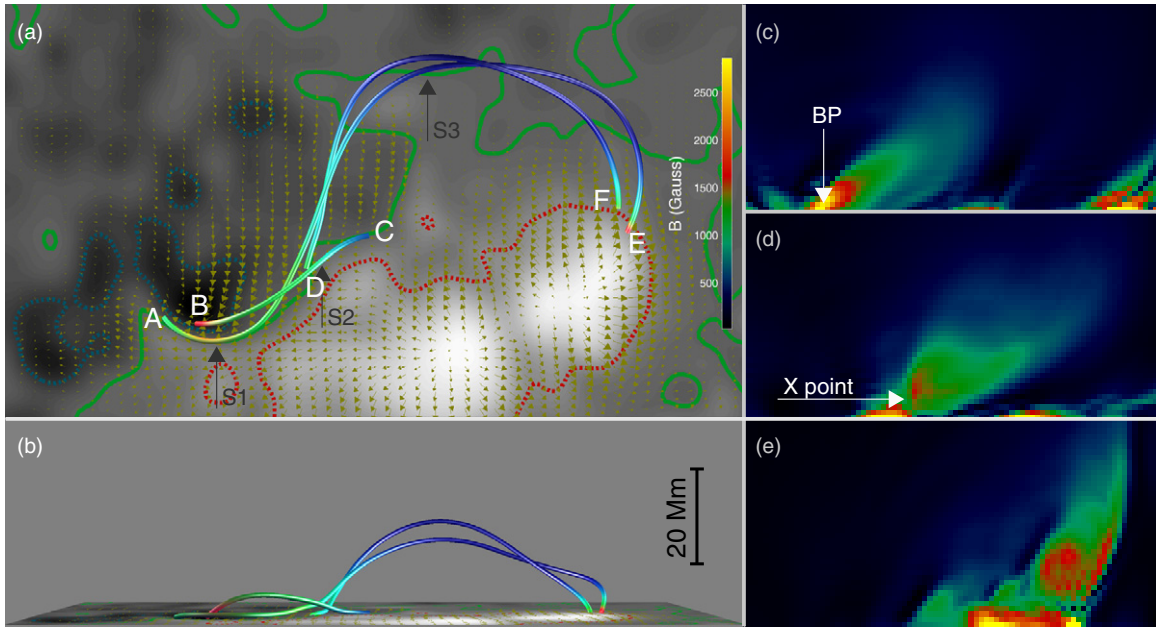 (a)
S3
2500
2000
1500
1000
500
B (Gauss)
F
E
C
D
B
A
S2
S1
(b)
20 Mm
(c)
BP
(d)
X point
(e)